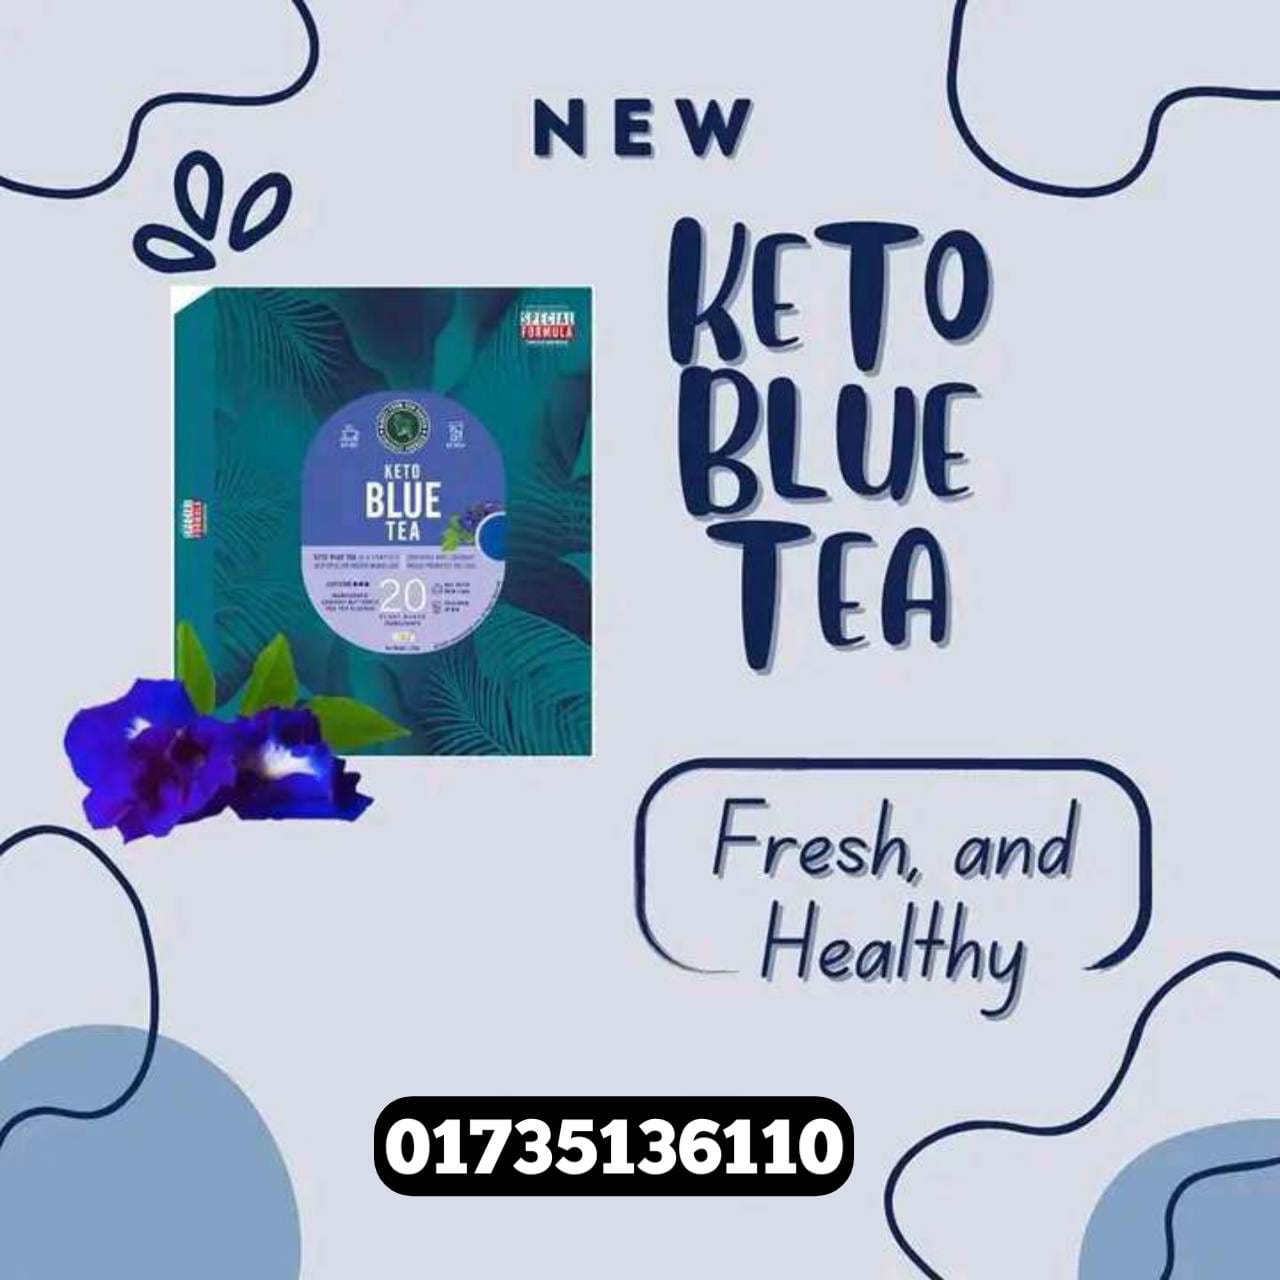 NEW
KETO
BLUE
TEA
SPECIAL
FORMULA
KETO
BLUE
TEA
20
Fresh, and
Healthy
01735136110